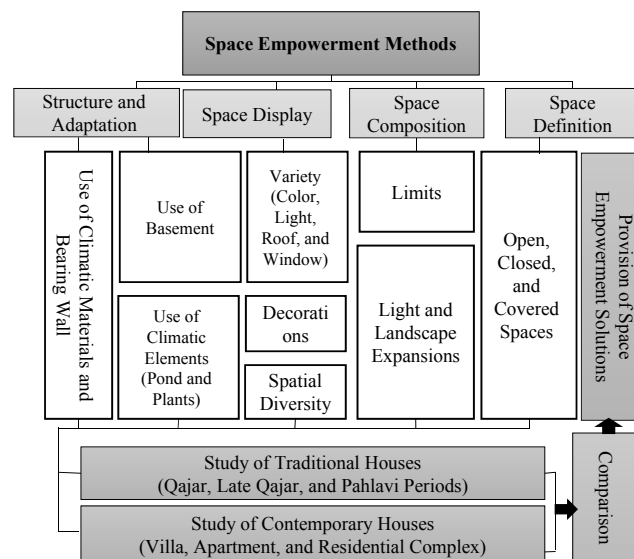 Space Empowerment Methods
Structure and
Adaptation
Space Display
Space
Composition
Space
Definition
Use of Climatic Materials and
Bearing Wall
Use of
Basement
Use of
Climatic
Elements
(Pond and
Plants)
Variety
(Color,
Light,
Roof, and
Window)
Decorati
ons
Spatial
Diversity
Limits
Light and
Landscape
Expansions
Open,
Closed,
and
Covered
Spaces
Provision of Space
Empowerment Solutions
Study of Traditional Houses
(Qajar, Late Qajar, and Pahlavi Periods)
Study of Contemporary Houses
(Villa, Apartment, and Residential Complex)
Comparison